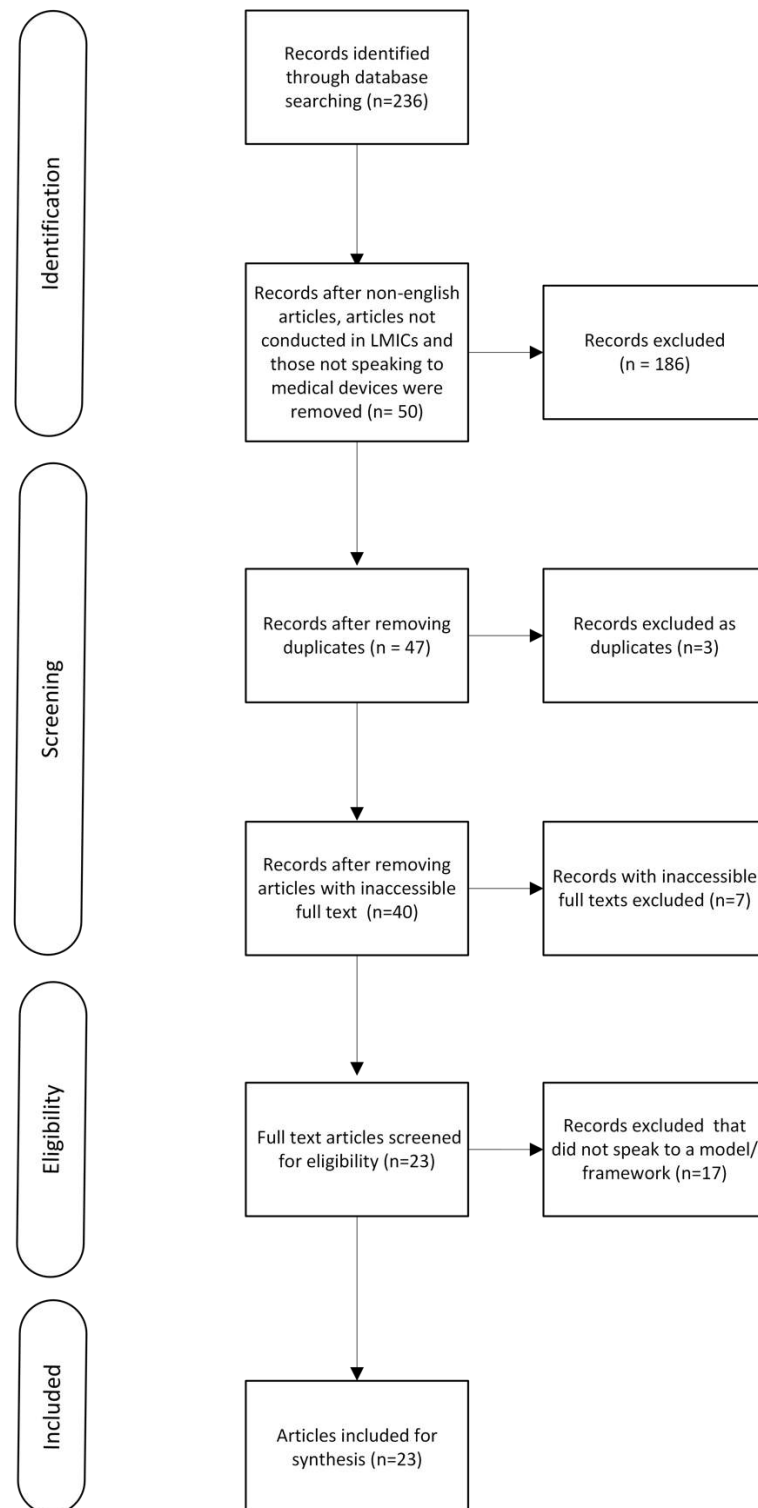 Identification
Records identified
through database
searching (n=236)
Records after non-english
articles, articles not
conducted in LMICs and
those not speaking to
medical devices were
removed (n= 50)
Records excluded
(n = 186)
Screening
Records after removing
duplicates (n = 47)
Records excluded as
duplicates (n=3)
Records after removing
articles with inaccessible
full text (n=40)
Records with inaccessible
full texts excluded (n=7)
Eligibility
Full text articles screened
for eligibility (n=23)
Records excluded that
did not speak to a model/
framework (n=17)
Included
Articles included for
synthesis (n=23)